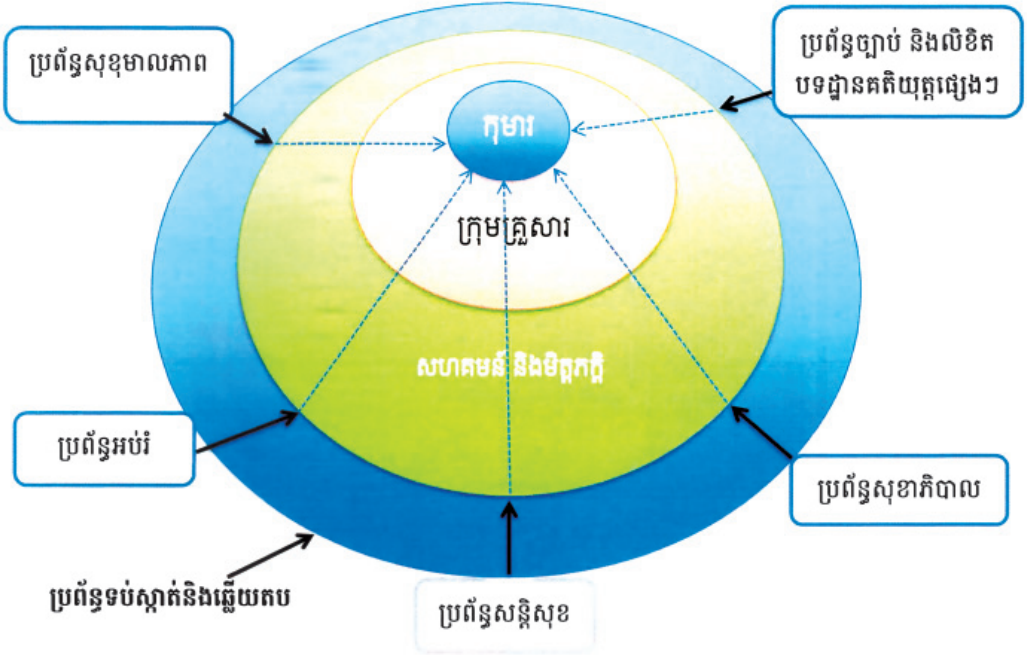 ប្រព័ន្ធសុខុមាលភាព
ប្រព័ន្ធច្បាប់ និងលិខិត
បទដ្ឋានគតិយុត្តផ្សេងៗ
កុមារ
ក្រុមគ្រួសារ
សហគមន៍ និងមិត្តភក្តិ
ប្រព័ន្ធអប់រំ
ប្រព័ន្ធសុខាភិបាល
ប្រព័ន្ធទប់ស្កាត់និងឆ្លើយតប
ប្រព័ន្ធសន្តិសុខ